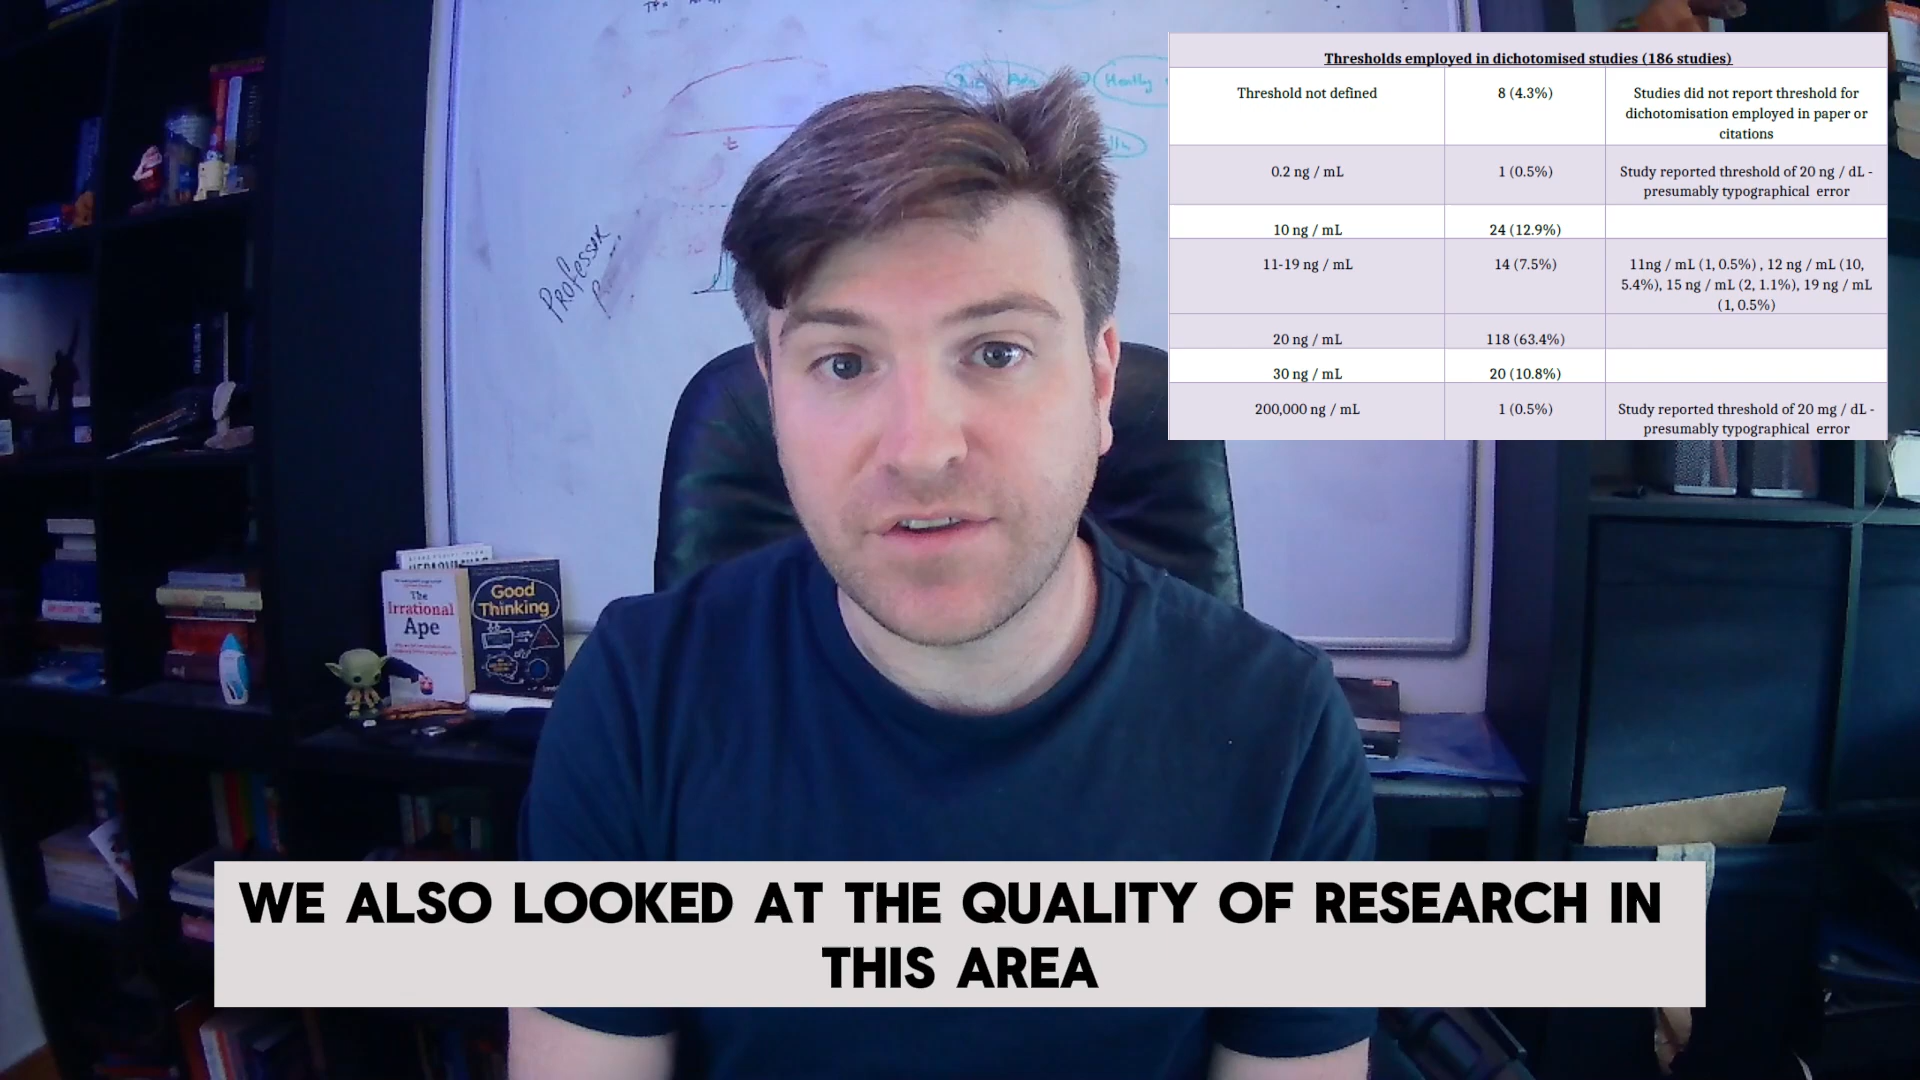 Thresholds employed in dichotomised studies (186 studies)
Threshold not defined
8 (4.3%)
Studies did not report threshold for
dichotomisation employed in paper or
citations
0.2 ng / mL
1 (0.5%)
Study reported threshold of 20 ng / dL -
presumably typographical error
10 ng / mL
24 (12.9%)
11-19 ng / mL
14 (7.5%)
11ng / mL (1, 0.5%) , 12 ng / mL (10,
5.4%), 15 ng / mL (2, 1.1%), 19 ng / mL
(1, 0.5%)
20 ng / mL
118 (63.4%)
30 ng / mL
20 (10.8%)
200,000 ng / mL
1 (0.5%)
Study reported threshold of 20 mg / dL -
presumably typographical error
Professor
The
Irrational
Ape
Good
Thinking
WE ALSO LOOKED AT THE QUALITY OF RESEARCH IN
THIS AREA